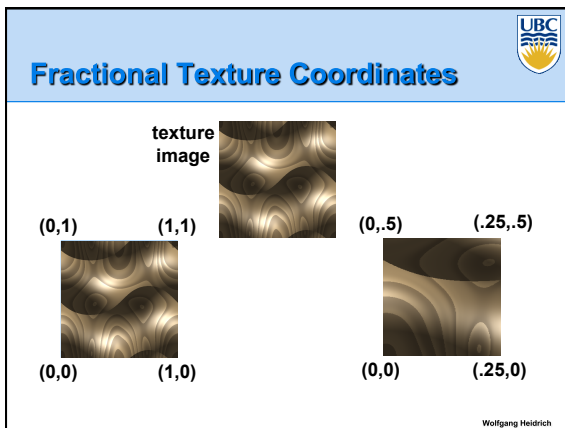 UBC
Fractional Texture Coordinates
texture
image
(0,1) (1,1)
(0,.5) (.25,.5)
(0,0) (1,0)
(0,0) (.25,0)
Wolfgang Heidrich